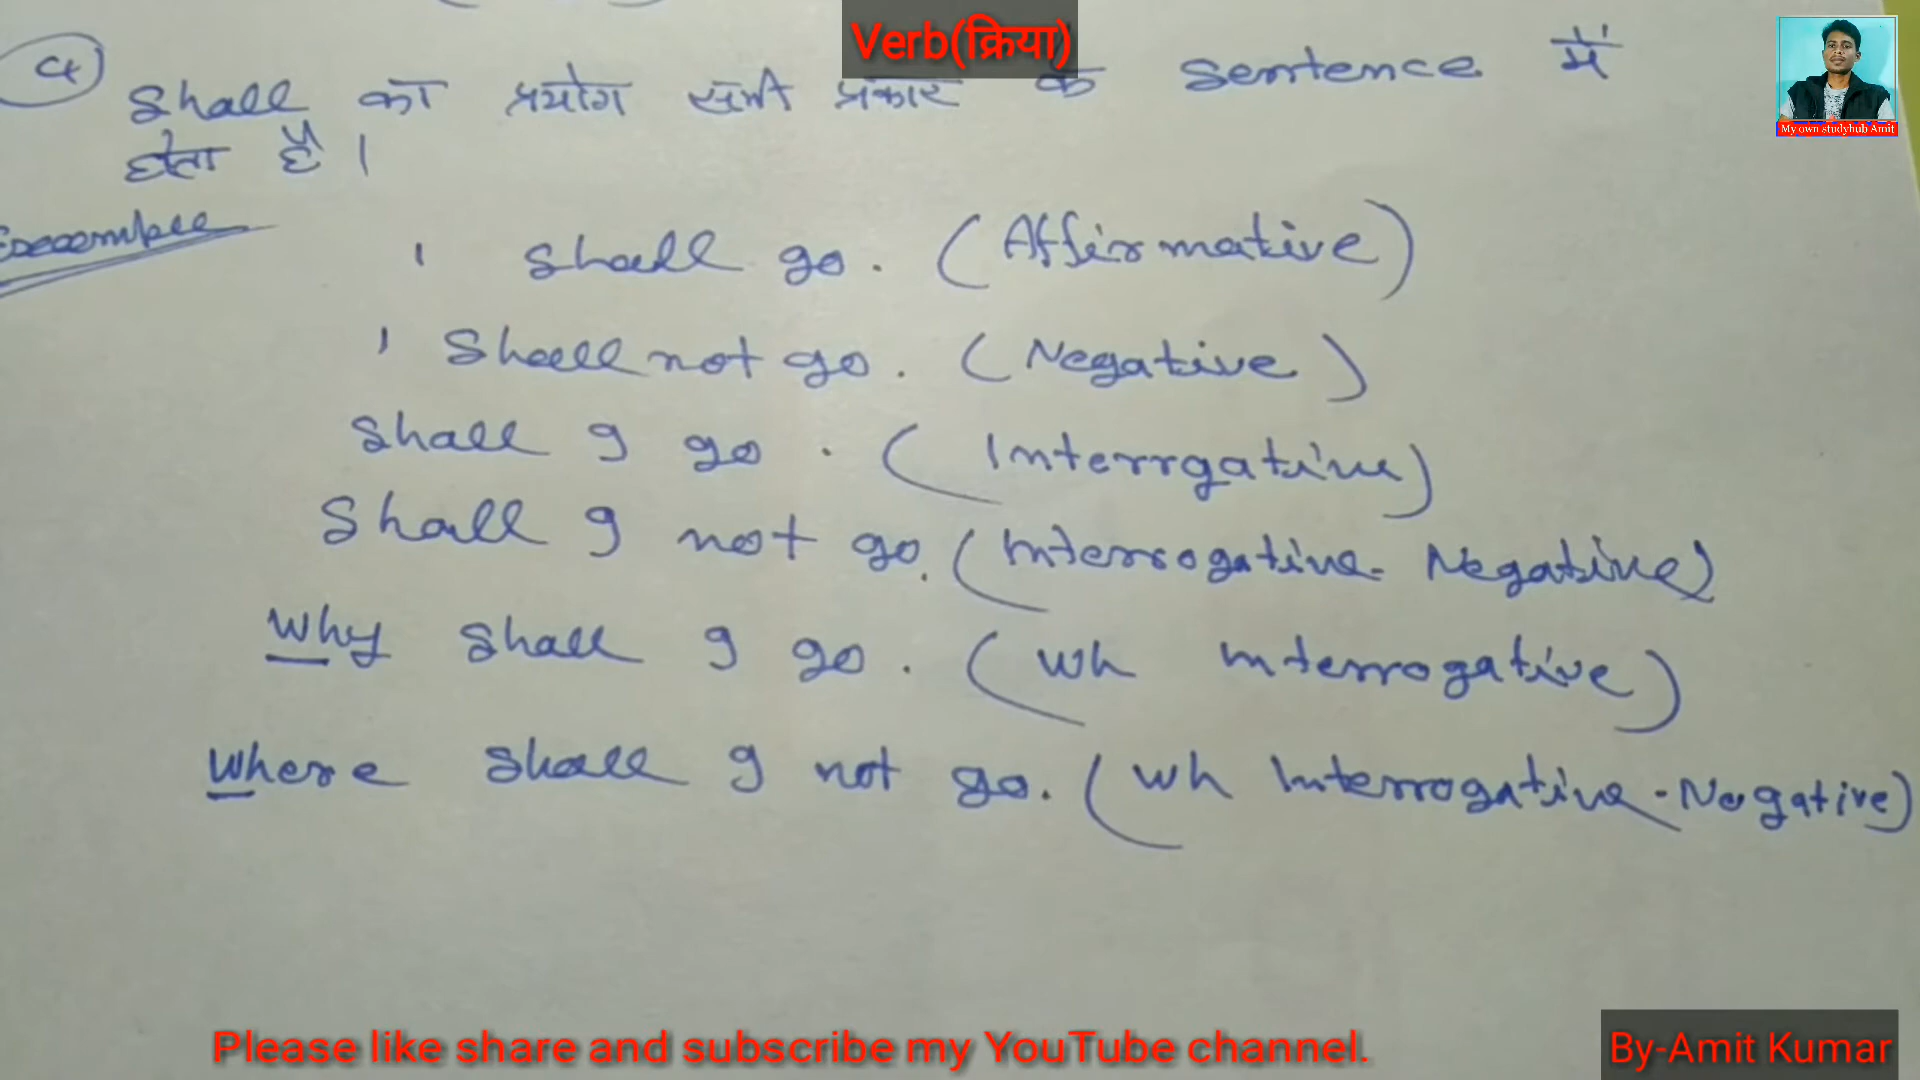 Verb(क्रिया)
4
Shall का प्रयोग सभी प्रकार के Sentence में
होता है।
My own studyhub Amit
I shall go. (Affirmative)
I Shall not go. (Negative)
Shall I go. (Interrgative)
Shall I not go. (Interrogative- Negative)
Why shall I go. (wh Interrogative)
Where shall I not go. (wh Interrogative-Negative)
Please like share and subscribe my YouTube channel.
By-Amit Kumar